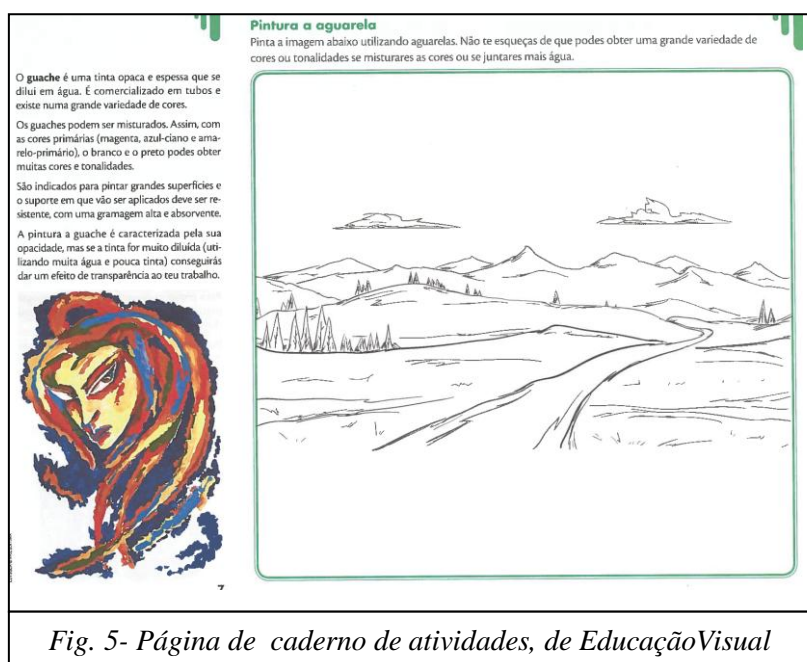 O guache é uma tinta opaca e espessa que se
dilui em água. É comercializado em tubos e
existe numa grande variedade de cores.
Os guaches podem ser misturados. Assim, com
as cores primárias (magenta, azul-ciano e ama-
relo-primário), o branco e o preto podes obter
muitas cores e tonalidades.
São indicados para pintar grandes superfícies e
o suporte em que vão ser aplicados deve ser re-
sistente, com uma gramagem alta e absorvente.
A pintura a guache é caracterizada pela sua
opacidade, mas se a tinta for muito diluída (uti-
lizando muita água e pouca tinta) conseguirás
dar um efeito de transparência ao teu trabalho.
Pintura a aguarela
Pinta a imagem abaixo utilizando aguarelas. Não te esqueças de que podes obter uma grande variedade de
cores ou tonalidades se misturares as cores ou se juntares mais água.
Fig. 5- Página de caderno de atividades, de EducaçãoVisual